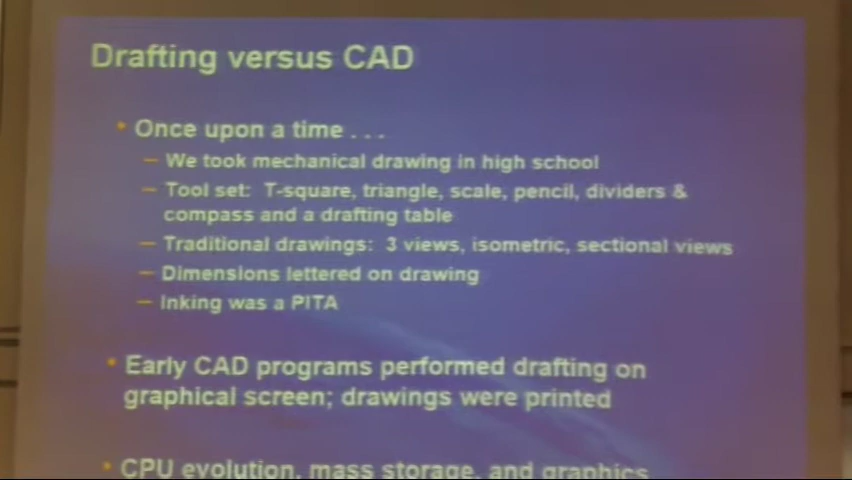 Drafting versus CAD
• Once upon a time . . .
– We took mechanical drawing in high school
– Tool set: T-square, triangle, scale, pencil, dividers &
compass and a drafting table
– Traditional drawings: 3 views, isometric, sectional views
– Dimensions lettered on drawing
– Inking was a PITA
• Early CAD programs performed drafting on
graphical screen; drawings were printed
• CPU evolution, mass storage, and graphics